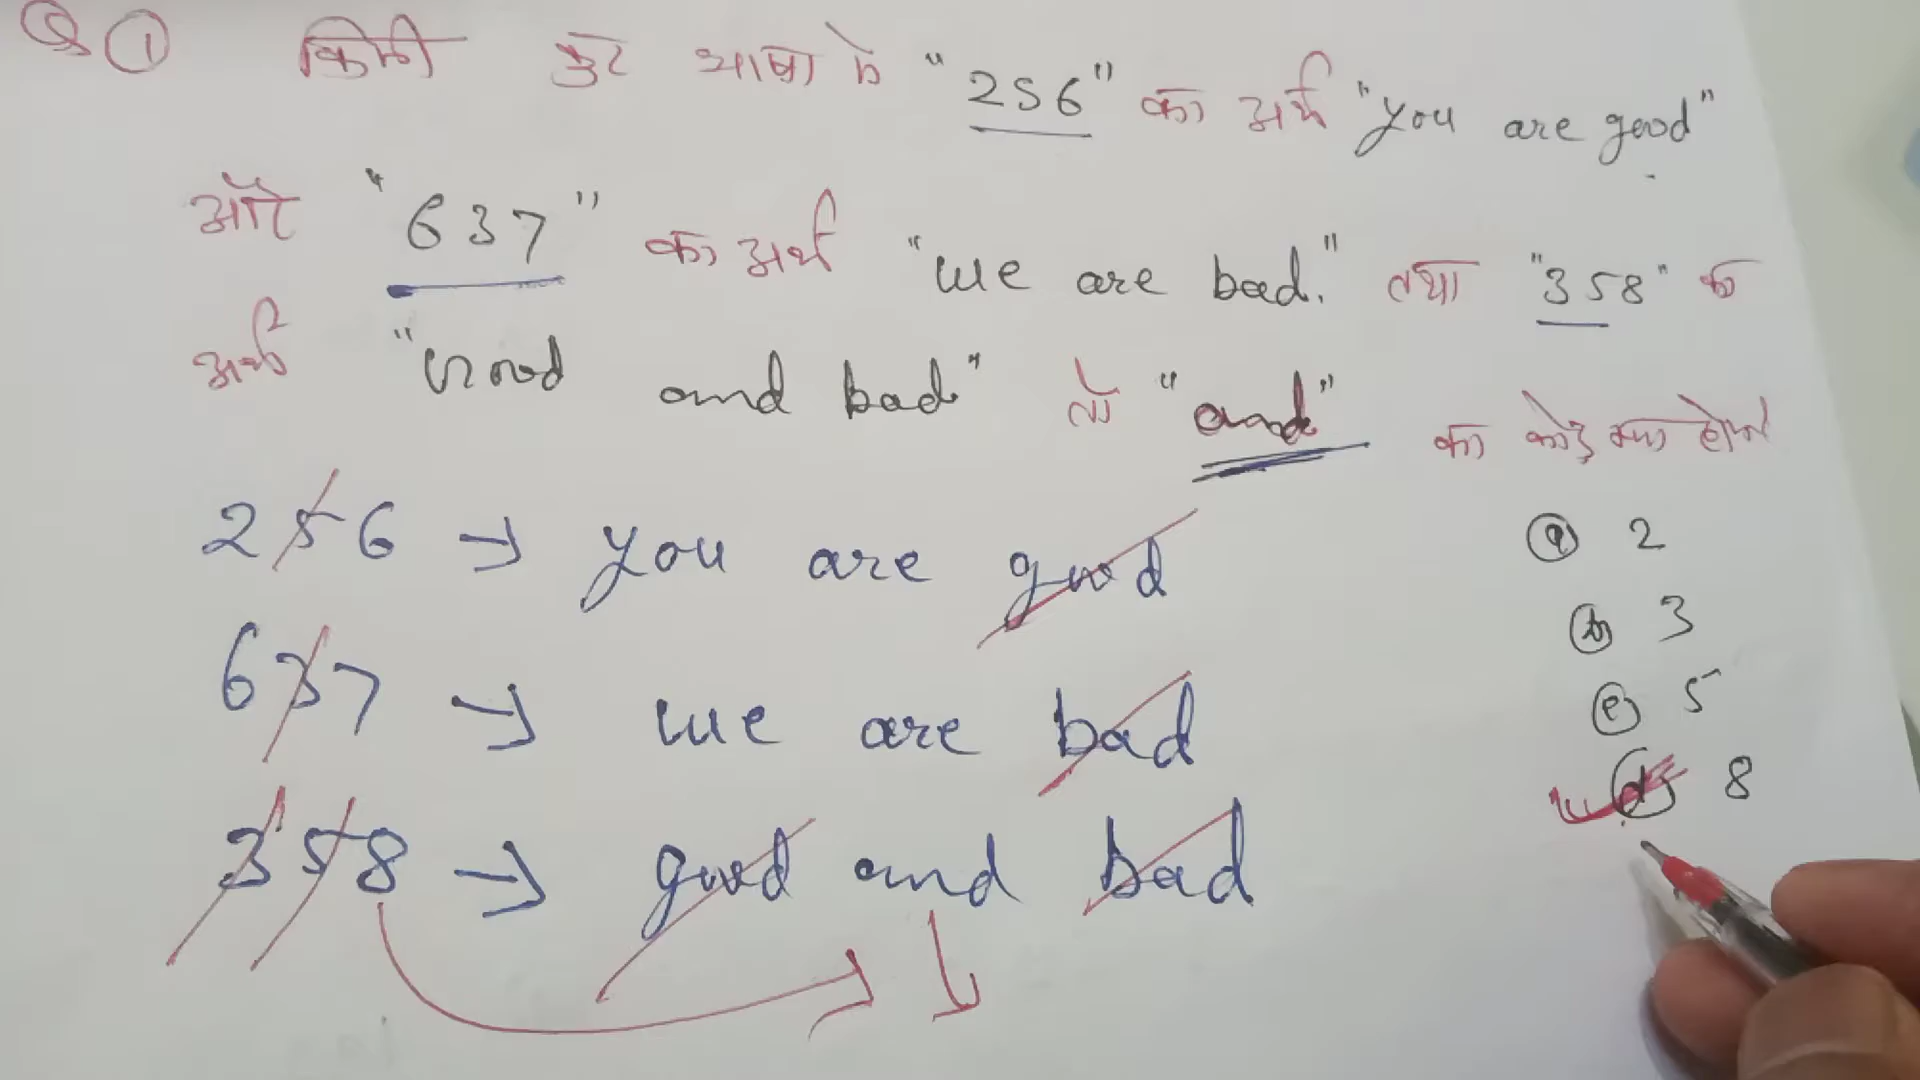 Q ① किसी कुट भाषा के "256" का अर्थ "you are good"
और "637" का अर्थ "we are bad." तथा "358" क
अर्थ "Good and bad" तो "and" का कोड क्या होगा
256 → you are good
637 → we are bad
358 → good and bad
ⓐ 2
ⓑ 3
ⓒ 5
ⓓ 8